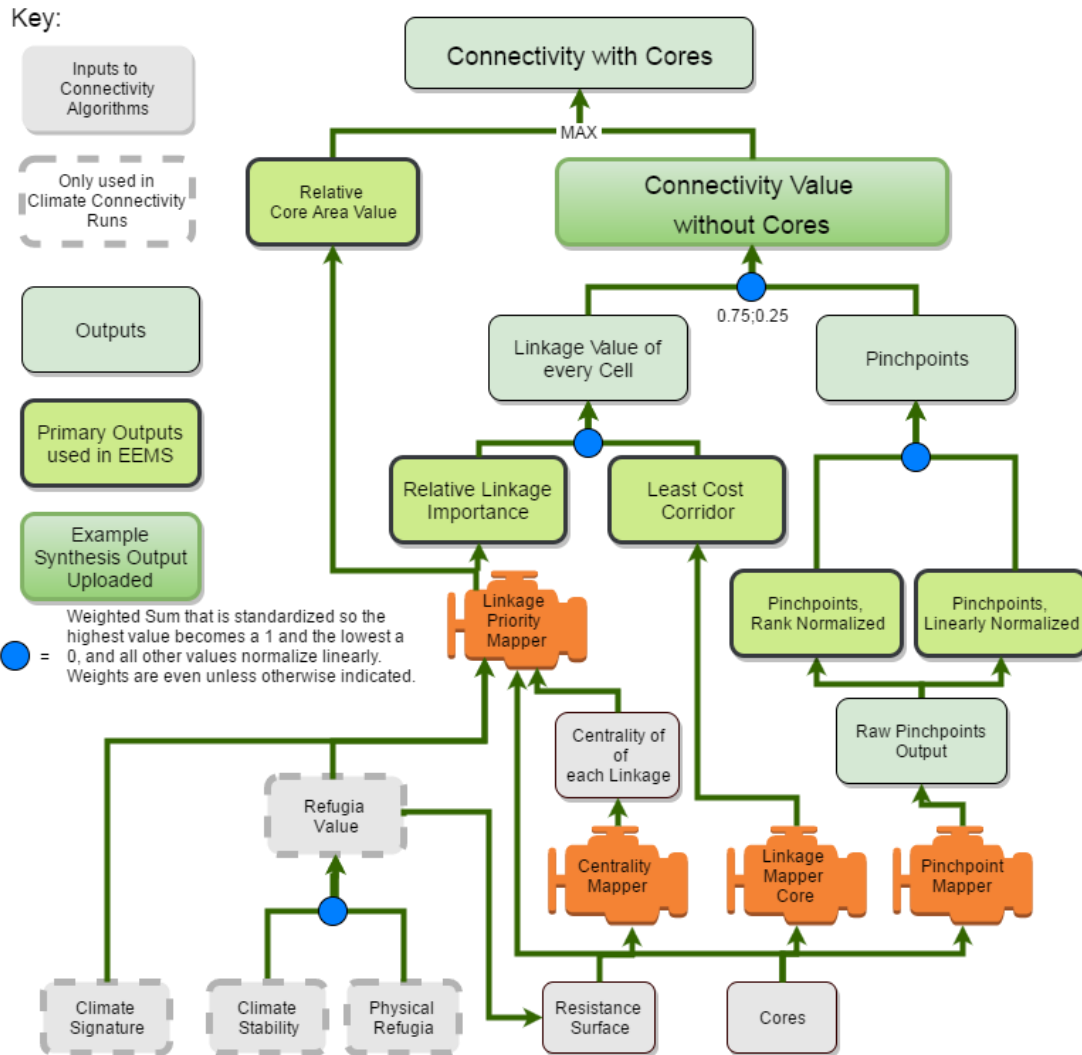 Key:
Inputs to
Connectivity
Algorithms
Only used in
Climate Connectivity
Runs
Outputs
Primary Outputs
used in EEMS
Example
Synthesis Output
Uploaded
Weighted Sum that is standardized so the
highest value becomes a 1 and the lowest a
= 0, and all other values normalize linearly.
Weights are even unless otherwise indicated.
Connectivity with Cores
MAX
Relative
Core Area Value
Connectivity Value
without Cores
0.75;0.25
Linkage Value of
every Cell
Pinchpoints
Relative Linkage
Importance
Least Cost
Corridor
Linkage
Priority
Mapper
Pinchpoints,
Rank Normalized
Pinchpoints,
Linearly Normalized
Centrality of
of
each Linkage
Raw Pinchpoints
Output
Refugia
Value
Centrality
Mapper
Linkage
Mapper
Core
Pinchpoint
Mapper
Climate
Signature
Climate
Stability
Physical
Refugia
Resistance
Surface
Cores